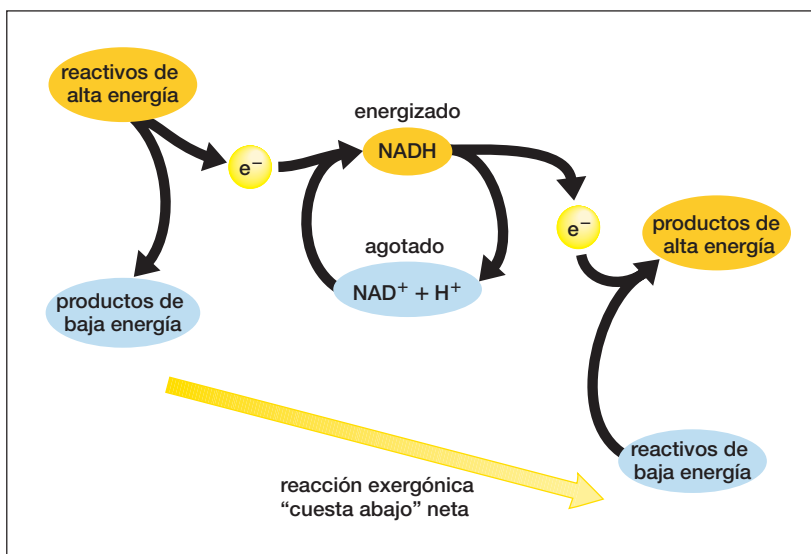 reactivos de
alta energía
energizado
NADH
e⁻
agotado
NAD⁺ + H⁺
e⁻
productos de
alta energía
productos de
baja energía
reactivos de
baja energía
reacción exergónica
“cuesta abajo” neta